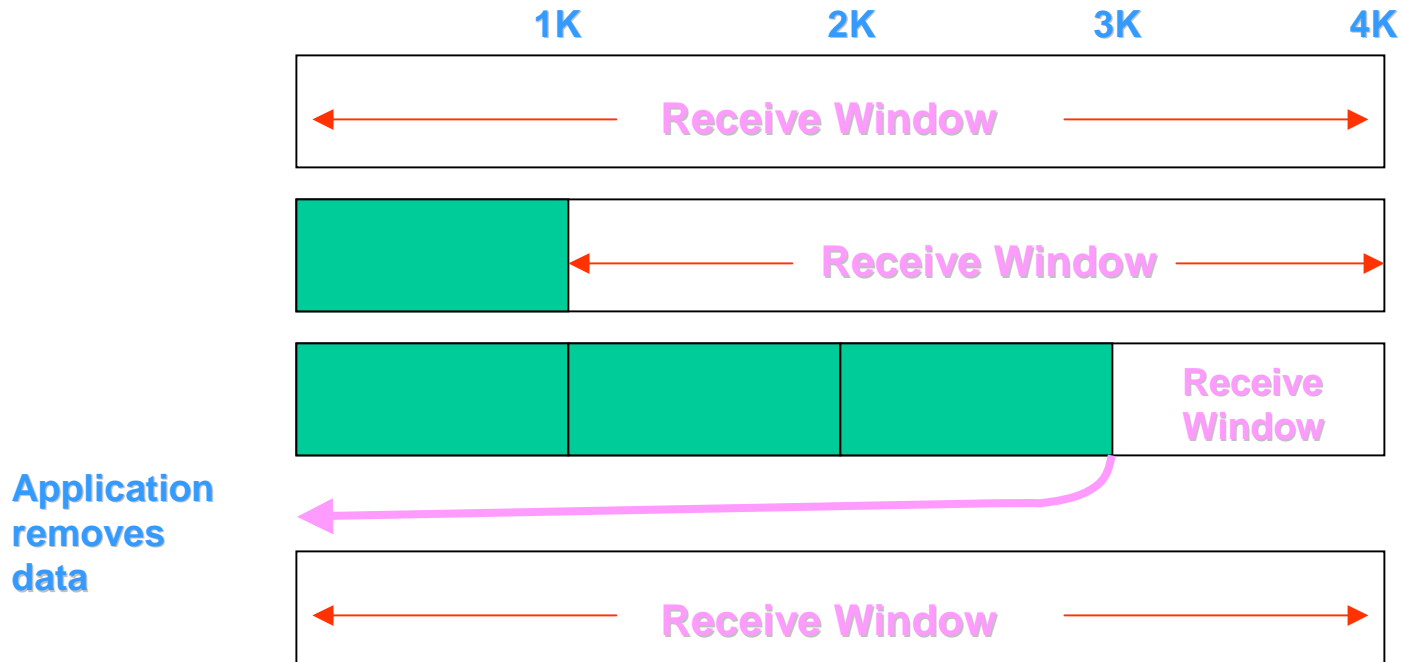 1K 2K 3K 4K
Receive Window
Receive Window
Receive
Window
Application
removes
data
Receive Window